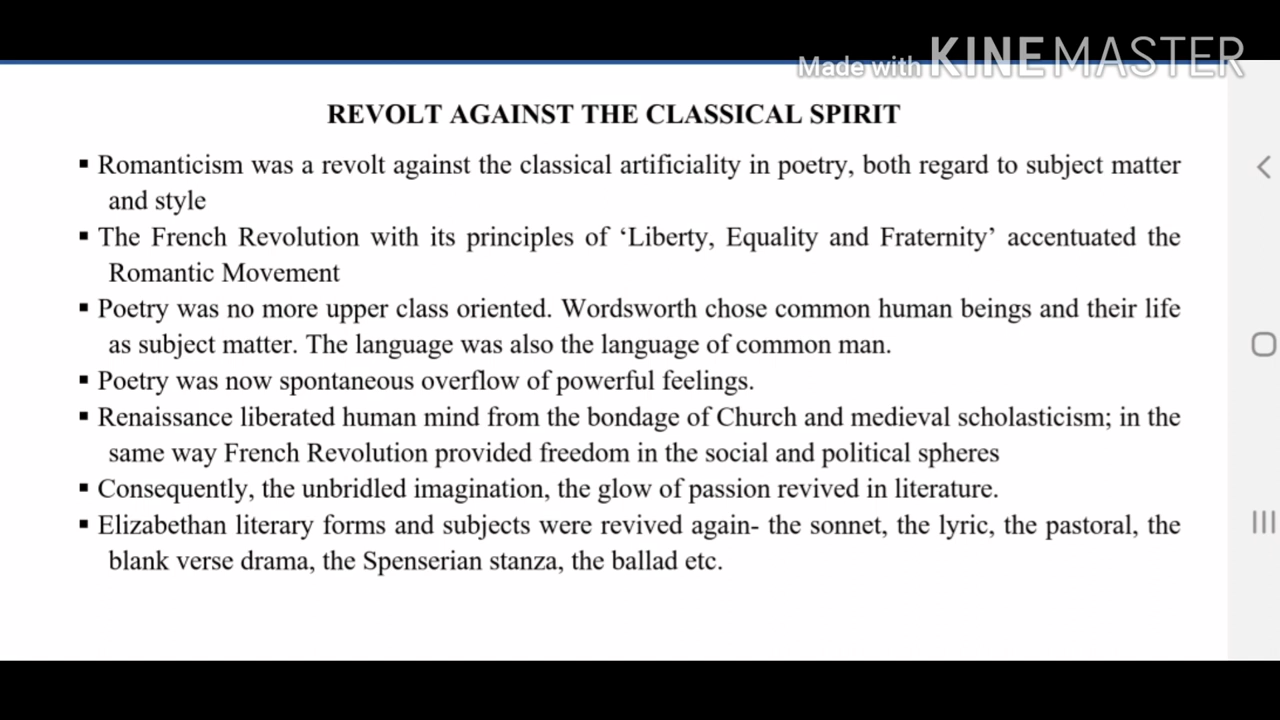 Made with KINEMASTER
REVOLT AGAINST THE CLASSICAL SPIRIT
▪ Romanticism was a revolt against the classical artificiality in poetry, both regard to subject matter
and style
▪ The French Revolution with its principles of ‘Liberty, Equality and Fraternity’ accentuated the
Romantic Movement
▪ Poetry was no more upper class oriented. Wordsworth chose common human beings and their life
as subject matter. The language was also the language of common man.
▪ Poetry was now spontaneous overflow of powerful feelings.
▪ Renaissance liberated human mind from the bondage of Church and medieval scholasticism; in the
same way French Revolution provided freedom in the social and political spheres
▪ Consequently, the unbridled imagination, the glow of passion revived in literature.
▪ Elizabethan literary forms and subjects were revived again- the sonnet, the lyric, the pastoral, the
blank verse drama, the Spenserian stanza, the ballad etc.